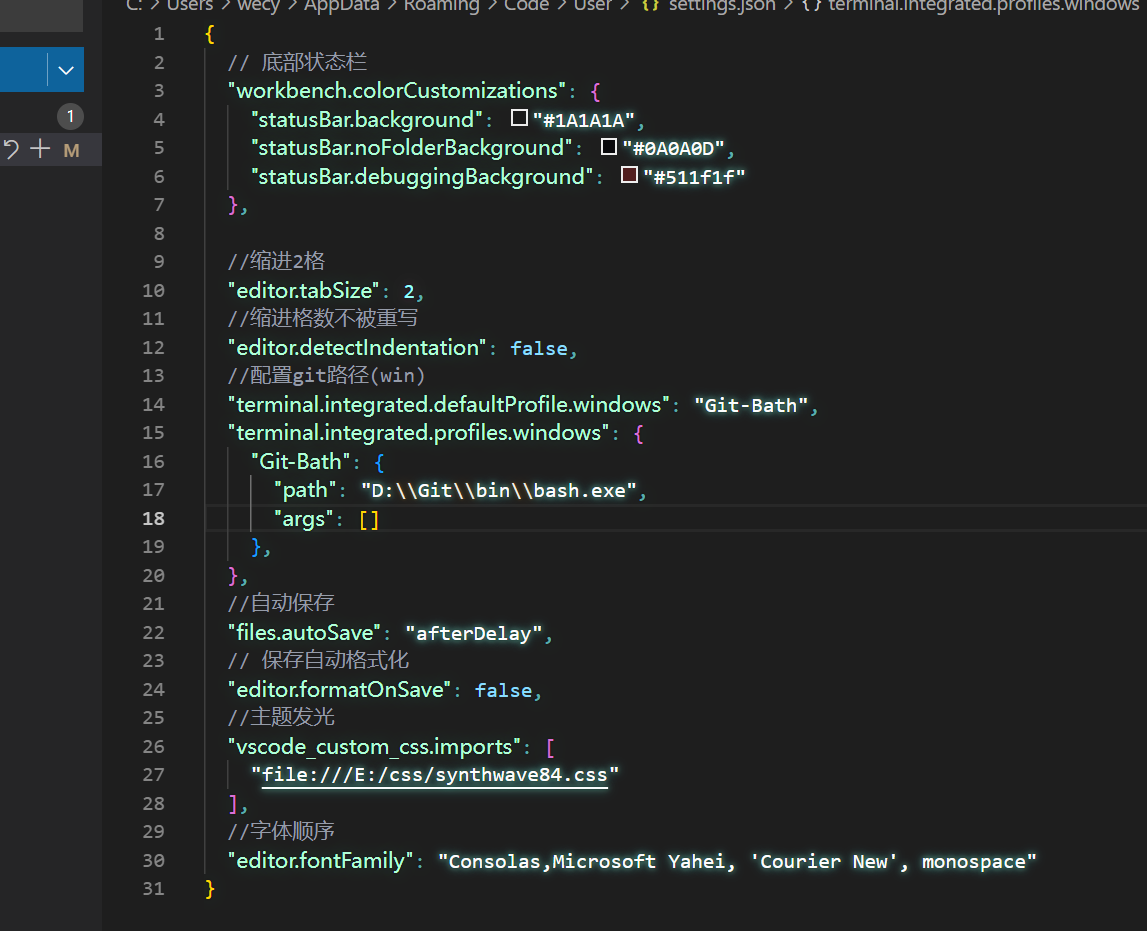 C: > Users > wecy > AppData > Roaming > Code > User > {} settings.json > {} terminal.integrated.profiles.windows
1
M
1 {
2 // 底部状态栏
3 "workbench.colorCustomizations": {
4 "statusBar.background": "#1A1A1A",
5 "statusBar.noFolderBackground": "#0A0A0D",
6 "statusBar.debuggingBackground": "#511f1f"
7 },
8
9 //缩进2格
10 "editor.tabSize": 2,
11 //缩进格数不被重写
12 "editor.detectIndentation": false,
13 //配置git路径(win)
14 "terminal.integrated.defaultProfile.windows": "Git-Bath",
15 "terminal.integrated.profiles.windows": {
16 "Git-Bath": {
17 "path": "D:\\Git\\bin\\bash.exe",
18 "args": []
19 },
20 },
21 //自动保存
22 "files.autoSave": "afterDelay",
23 // 保存自动格式化
24 "editor.formatOnSave": false,
25 //主题发光
26 "vscode_custom_css.imports": [
27 "file:///E:/css/synthwave84.css"
28 ],
29 //字体顺序
30 "editor.fontFamily": "Consolas,Microsoft Yahei, 'Courier New', monospace"
31 }